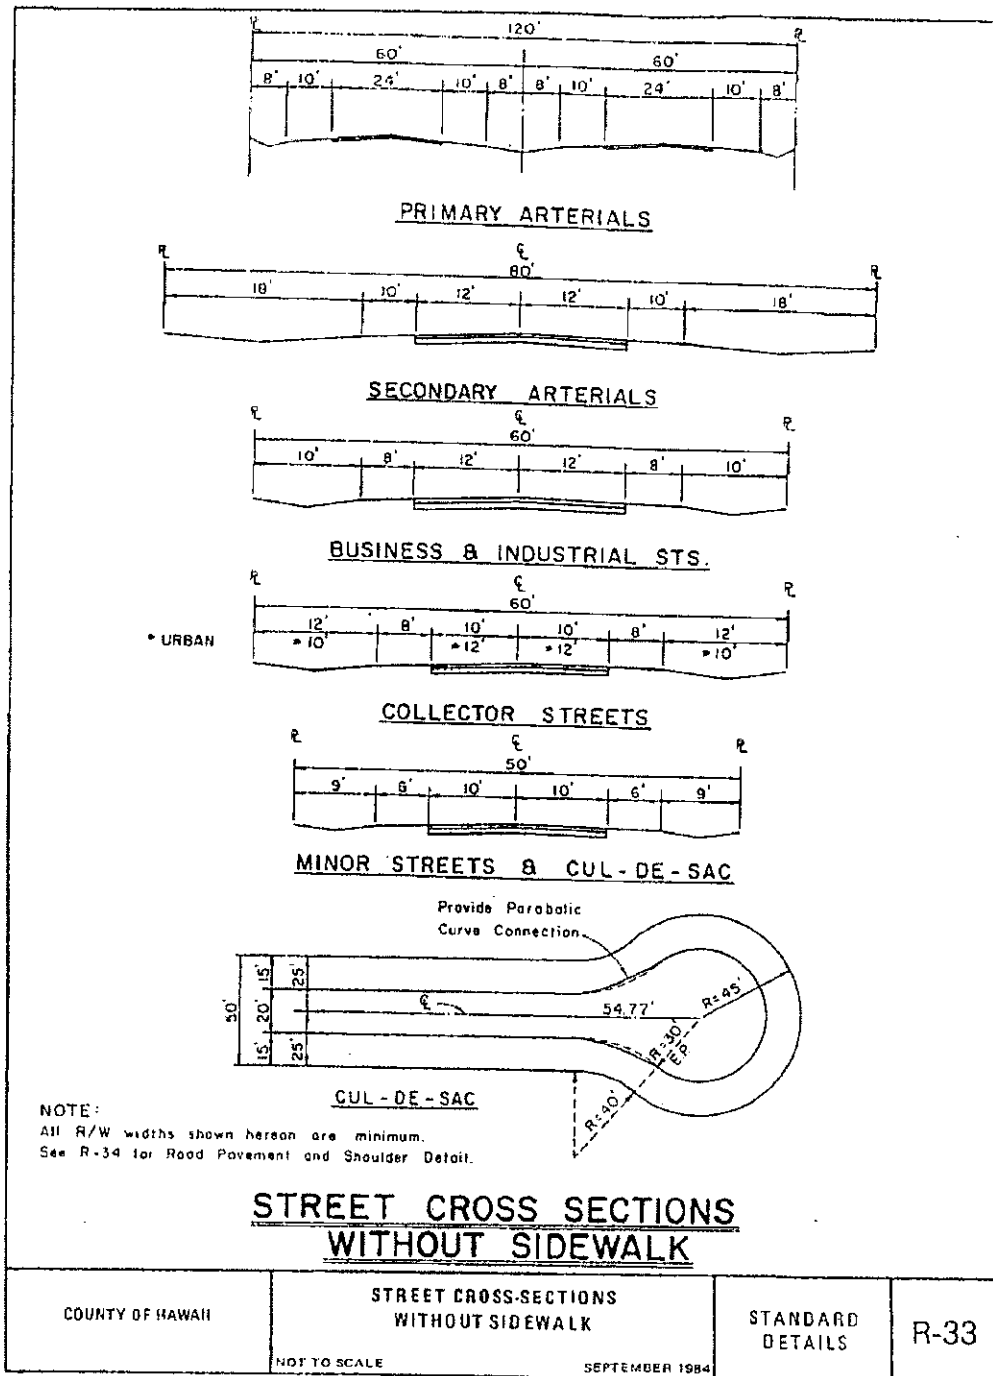 ℄ ℄
120'
60' 60'
8' 10' 24' 10' 8' 8' 10' 24' 10' 8'
PRIMARY ARTERIALS
℄
80'
18' 10' 12' 12' 10' 18'
SECONDARY ARTERIALS
℄
60'
10' 8' 12' 12' 8' 10'
BUSINESS & INDUSTRIAL STS.
℄
60'
12' 8' 10' 10' 8' 12'
* URBAN
*10' *12' *12' *10'
COLLECTOR STREETS
℄
50'
9' 6' 10' 10' 6' 9'
MINOR STREETS & CUL-DE-SAC
Provide Parabolic
Curve Connection
50' 15' 20' 15' 25' 25'
℄
54.77'
R=45'
R=30'
E.P.
R=40'
CUL-DE-SAC
NOTE:
All R/W widths shown hereon are minimum.
See R-34 for Road Pavement and Shoulder Detail.
STREET CROSS SECTIONS
WITHOUT SIDEWALK
COUNTY OF HAWAII
STREET CROSS-SECTIONS
WITHOUT SIDEWALK
NOT TO SCALE
SEPTEMBER 1984
STANDARD
DETAILS
R-33